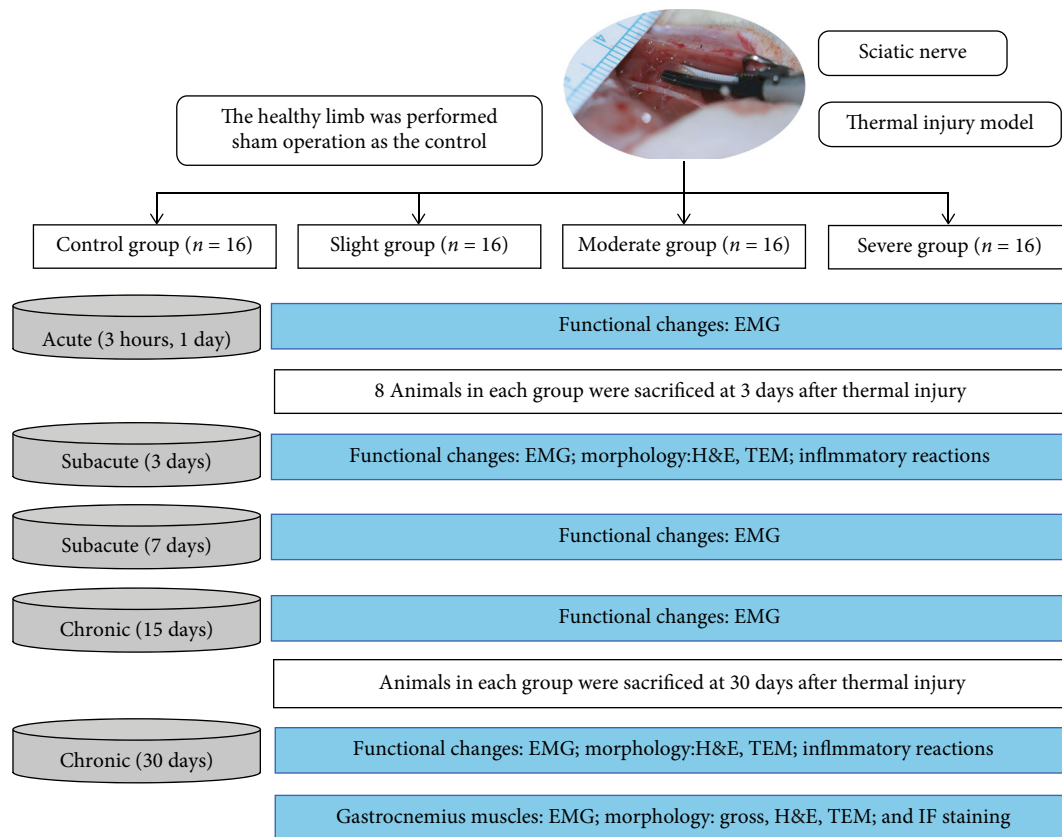 Sciatic nerve
The healthy limb was performed
sham operation as the control
Thermal injury model
Control group (n = 16)
Slight group (n = 16)
Moderate group (n = 16)
Severe group (n = 16)
Acute (3 hours, 1 day)
Functional changes: EMG
8 Animals in each group were sacrificed at 3 days after thermal injury
Subacute (3 days)
Functional changes: EMG; morphology:H&E, TEM; inflmmatory reactions
Subacute (7 days)
Functional changes: EMG
Chronic (15 days)
Functional changes: EMG
Animals in each group were sacrificed at 30 days after thermal injury
Chronic (30 days)
Functional changes: EMG; morphology:H&E, TEM; inflmmatory reactions
Gastrocnemius muscles: EMG; morphology: gross, H&E, TEM; and IF staining